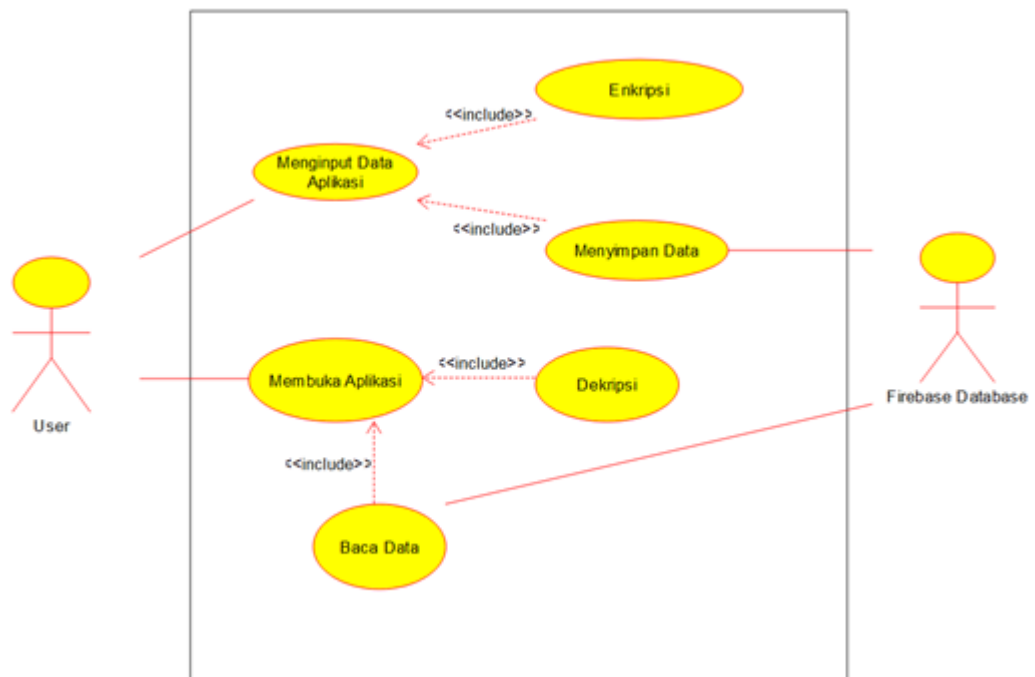 Enkripsi
<<include>>
Menginput Data
Aplikasi
<<include>>
Menyimpan Data
<<include>>
Membuka Aplikasi
Dekripsi
Firebase Database
User
<<include>>
Baca Data